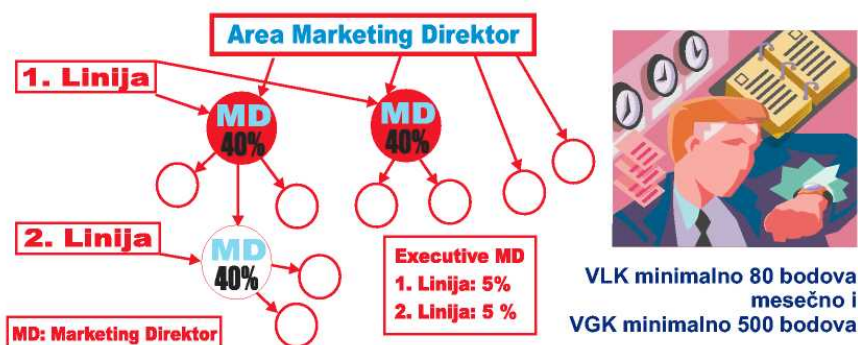 Area Marketing Direktor
1. Linija
MD
40%
MD
40%
2. Linija
MD
40%
Executive MD
1. Linija: 5%
2. Linija: 5 %
MD: Marketing Direktor
VLK minimalno 80 bodova
mesečno i
VGK minimalno 500 bodova